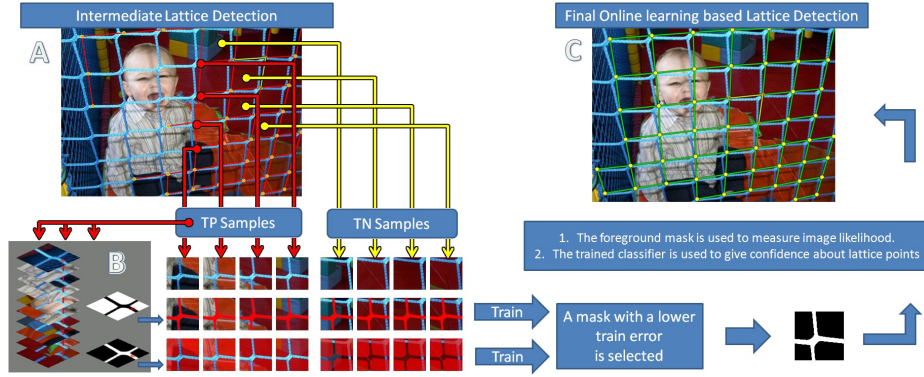 Intermediate Lattice Detection
Final Online learning based Lattice Detection
A
C
TP Samples
TN Samples
B
1. The foreground mask is used to measure image likelihood.
2. The trained classifier is used to give confidence about lattice points
Train
Train
A mask with a lower
train error
is selected